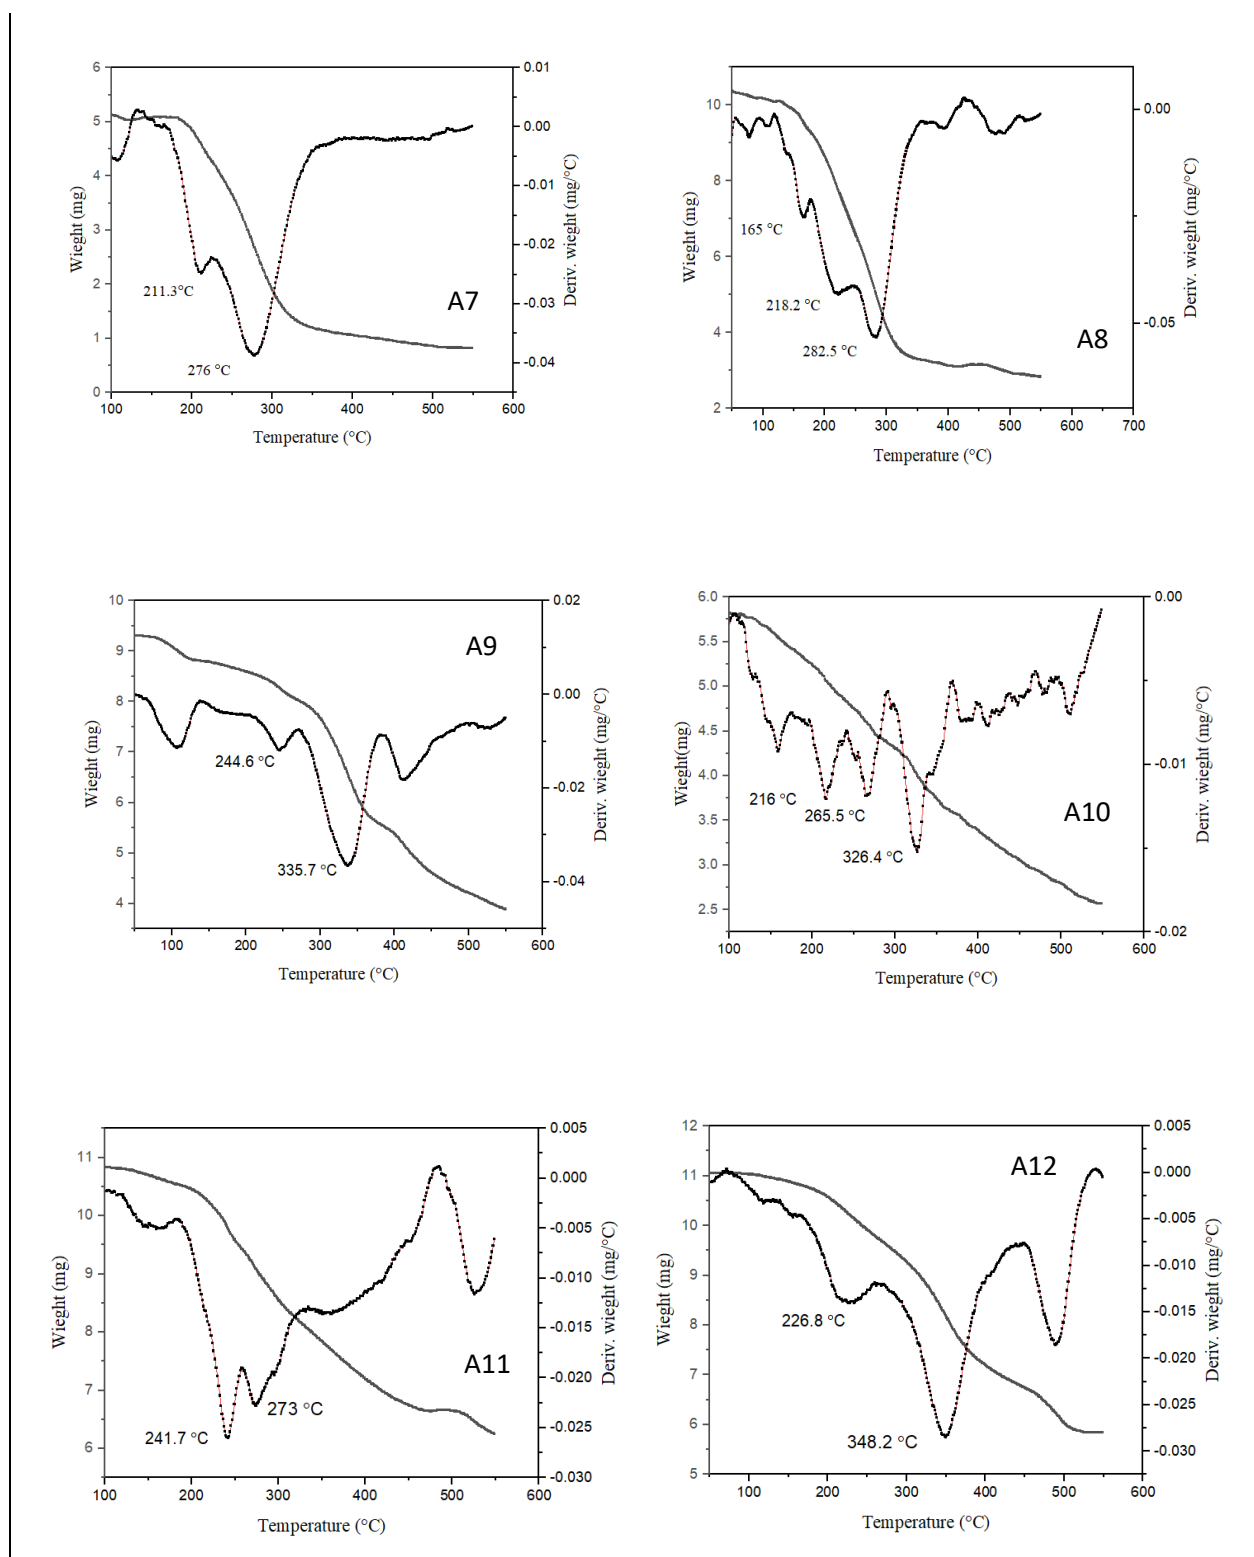 6
5
4
3
2
1
0
Wieght (mg)
0.01
0.00
-0.01
-0.02
-0.03
-0.04
Deriv. wieght (mg/°C)
211.3°C
276 °C
A7
100 200 300 400 500 600
Temperature (°C)
10
8
6
4
2
Wieght (mg)
0.00
-0.05
Deriv. wieght (mg/°C)
165 °C
218.2 °C
282.5 °C
A8
100 200 300 400 500 600 700
Temperature (°C)
10
9
8
7
6
5
4
Wieght (mg)
0.02
0.00
-0.02
-0.04
Deriv. wieght (mg/°C)
A9
244.6 °C
335.7 °C
100 200 300 400 500 600
Temperature (°C)
6.0
5.5
5.0
4.5
4.0
3.5
3.0
2.5
Wieght(mg)
0.00
-0.01
-0.02
Deriv. wieght (mg/°C)
216 °C
265.5 °C
326.4 °C
A10
100 200 300 400 500 600
Temperature (°C)
11
10
9
8
7
6
Wieght (mg)
0.005
0.000
-0.005
-0.010
-0.015
-0.020
-0.025
-0.030
Deriv. wieght (mg/°C)
A11
241.7 °C
273 °C
100 200 300 400 500 600
Temperature (°C)
12
11
10
9
8
7
6
5
Wieght (mg)
0.005
0.000
-0.005
-0.010
-0.015
-0.020
-0.025
-0.030
Deriv. wieght (mg/°C)
A12
226.8 °C
348.2 °C
100 200 300 400 500 600
Temperature (°C)